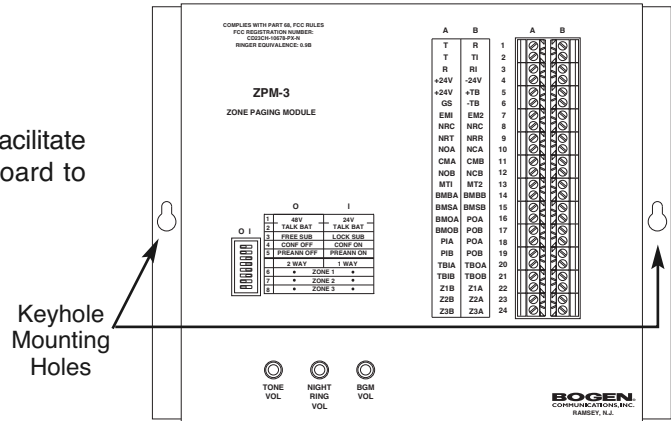 COMPLIES WITH PART 68, FCC RULES
FCC REGISTRATION NUMBER:
CD23CH-10678-PX-N
RINGER EQUIVALENCE: 0.9B
ZPM-3
ZONE PAGING MODULE
acilitate
oard to
Keyhole
Mounting
Holes
O I
O I
1 48V 24V
2 TALK BAT TALK BAT
3 FREE SUB LOCK SUB
4 CONF OFF CONF ON
5 PREANN OFF PREANN ON
2 WAY 1 WAY
6 • ZONE 1 •
7 • ZONE 2 •
8 • ZONE 3 •
TONE VOL
NIGHT RING VOL
BGM VOL
A B A B
T R 1
T TI 2
R RI 3
+24V -24V 4
+24V +TB 5
GS -TB 6
EMI EM2 7
NRC NRC 8
NRT NRR 9
NOA NCA 10
CMA CMB 11
NOB NCB 12
MTI MT2 13
BMBA BMBB 14
BMSA BMSB 15
BMOA POA 16
BMOB POB 17
PIA POA 18
PIB POB 19
TBIA TBOA 20
TBIB TBOB 21
Z1B Z1A 22
Z2B Z2A 23
Z3B Z3A 24
BOGEN
COMMUNICATIONS, INC.
RAMSEY, N.J.